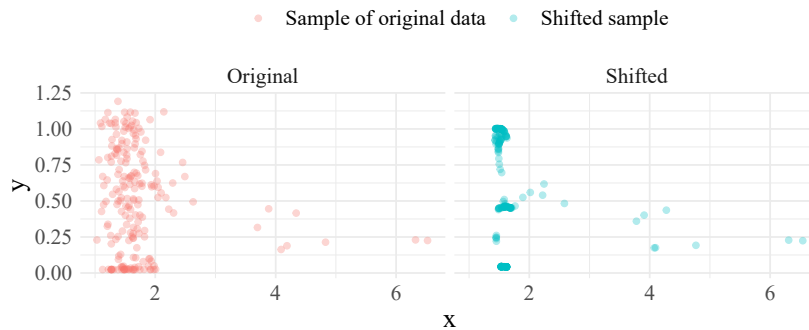 Sample of original data Shifted sample
Original Shifted
1.25
1.00
0.75
0.50
0.25
0.00
y
2 4 6 2 4 6
x